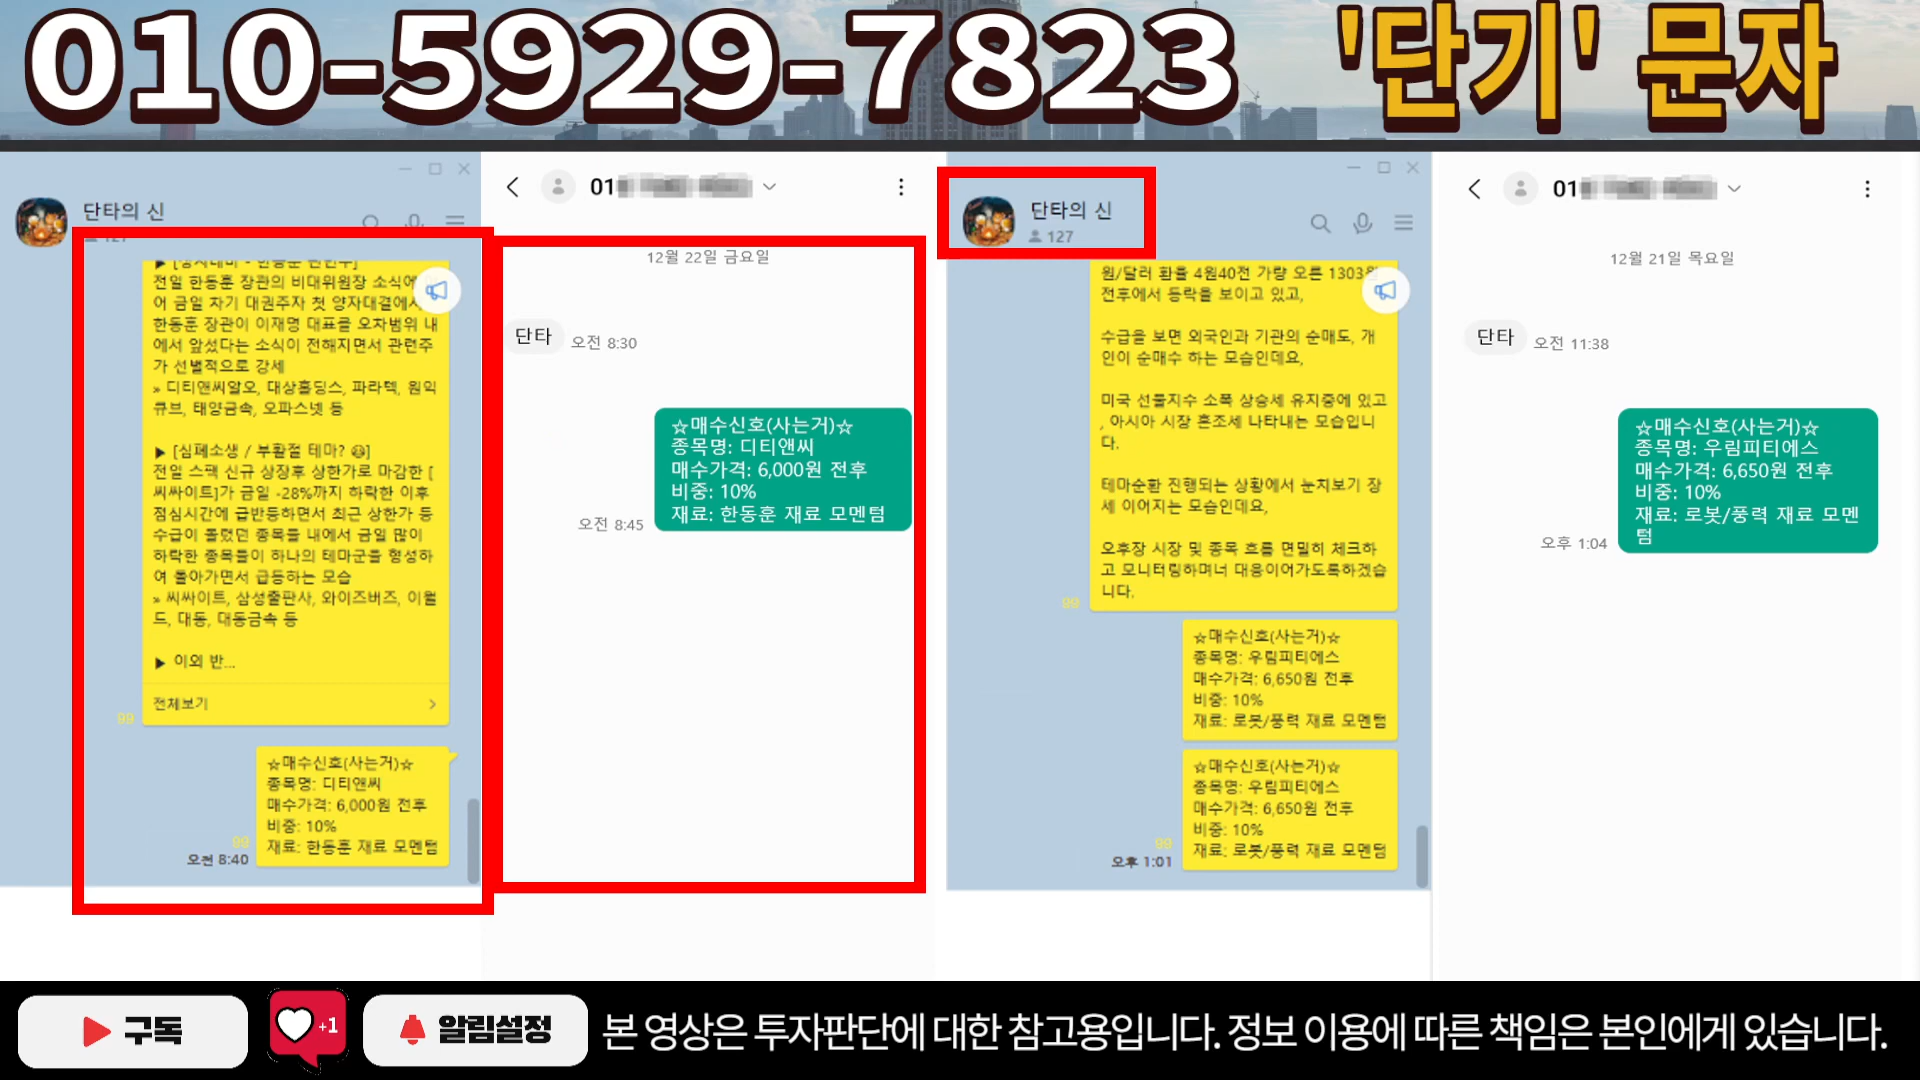 010-5929-7823 '단기' 문자
단타의 신
127
▶ [정치테마 - 한동훈 관련주]
전일 한동훈 장관의 비대위원장 소식에
어 금일 차기 대권주자 첫 양자대결에서
한동훈 장관이 이재명 대표를 오차범위 내
에서 앞섰다는 소식이 전해지면서 관련주
가 선별적으로 강세
» 디티앤씨알오, 대상홀딩스, 파라텍, 원익
큐브, 태양금속, 오파스넷 등
▶ [심폐소생 / 부활절 테마? 😂]
전일 스팩 신규 상장후 상한가로 마감한 [
씨싸이트]가 금일 -28%까지 하락한 이후
점심시간에 급반등하면서 최근 상한가 등
수급이 몰렸던 종목들 내에서 금일 많이
하락한 종목들이 하나의 테마군을 형성하
여 돌아가면서 급등하는 모습
» 씨싸이트, 삼성출판사, 와이즈버즈, 이월
드, 대동, 대동금속 등
▶ 이외 반...
전체보기
99
☆매수신호(사는거)☆
종목명: 디티앤씨
매수가격: 6,000원 전후
비중: 10%
재료: 한동훈 재료 모멘텀
99
오전 8:40
01
12월 22일 금요일
단타
오전 8:30
☆매수신호(사는거)☆
종목명: 디티앤씨
매수가격: 6,000원 전후
비중: 10%
재료: 한동훈 재료 모멘텀
오전 8:45
단타의 신
127
원/달러 환율 4원40전 가량 오른 1303원
전후에서 등락을 보이고 있고,
수급을 보면 외국인과 기관의 순매도, 개
인이 순매수 하는 모습인데요,
미국 선물지수 소폭 상승세 유지중에 있고
, 아시아 시장 혼조세 나타내는 모습입니
다.
테마순환 진행되는 상황에서 눈치보기 장
세 이어지는 모습인데요,
오후장 시장 및 종목 흐름 면밀히 체크하
고 모니터링하며너 대응이어가도록하겠습
니다.
99
☆매수신호(사는거)☆
종목명: 우림피티에스
매수가격: 6,650원 전후
비중: 10%
재료: 로봇/풍력 재료 모멘텀
☆매수신호(사는거)☆
종목명: 우림피티에스
매수가격: 6,650원 전후
비중: 10%
재료: 로봇/풍력 재료 모멘텀
99
오후 1:01
01
12월 21일 목요일
단타
오전 11:38
☆매수신호(사는거)☆
종목명: 우림피티에스
매수가격: 6,650원 전후
비중: 10%
재료: 로봇/풍력 재료 모멘
텀
오후 1:04
구독
+1
알림설정
본 영상은 투자판단에 대한 참고용입니다. 정보 이용에 따른 책임은 본인에게 있습니다.